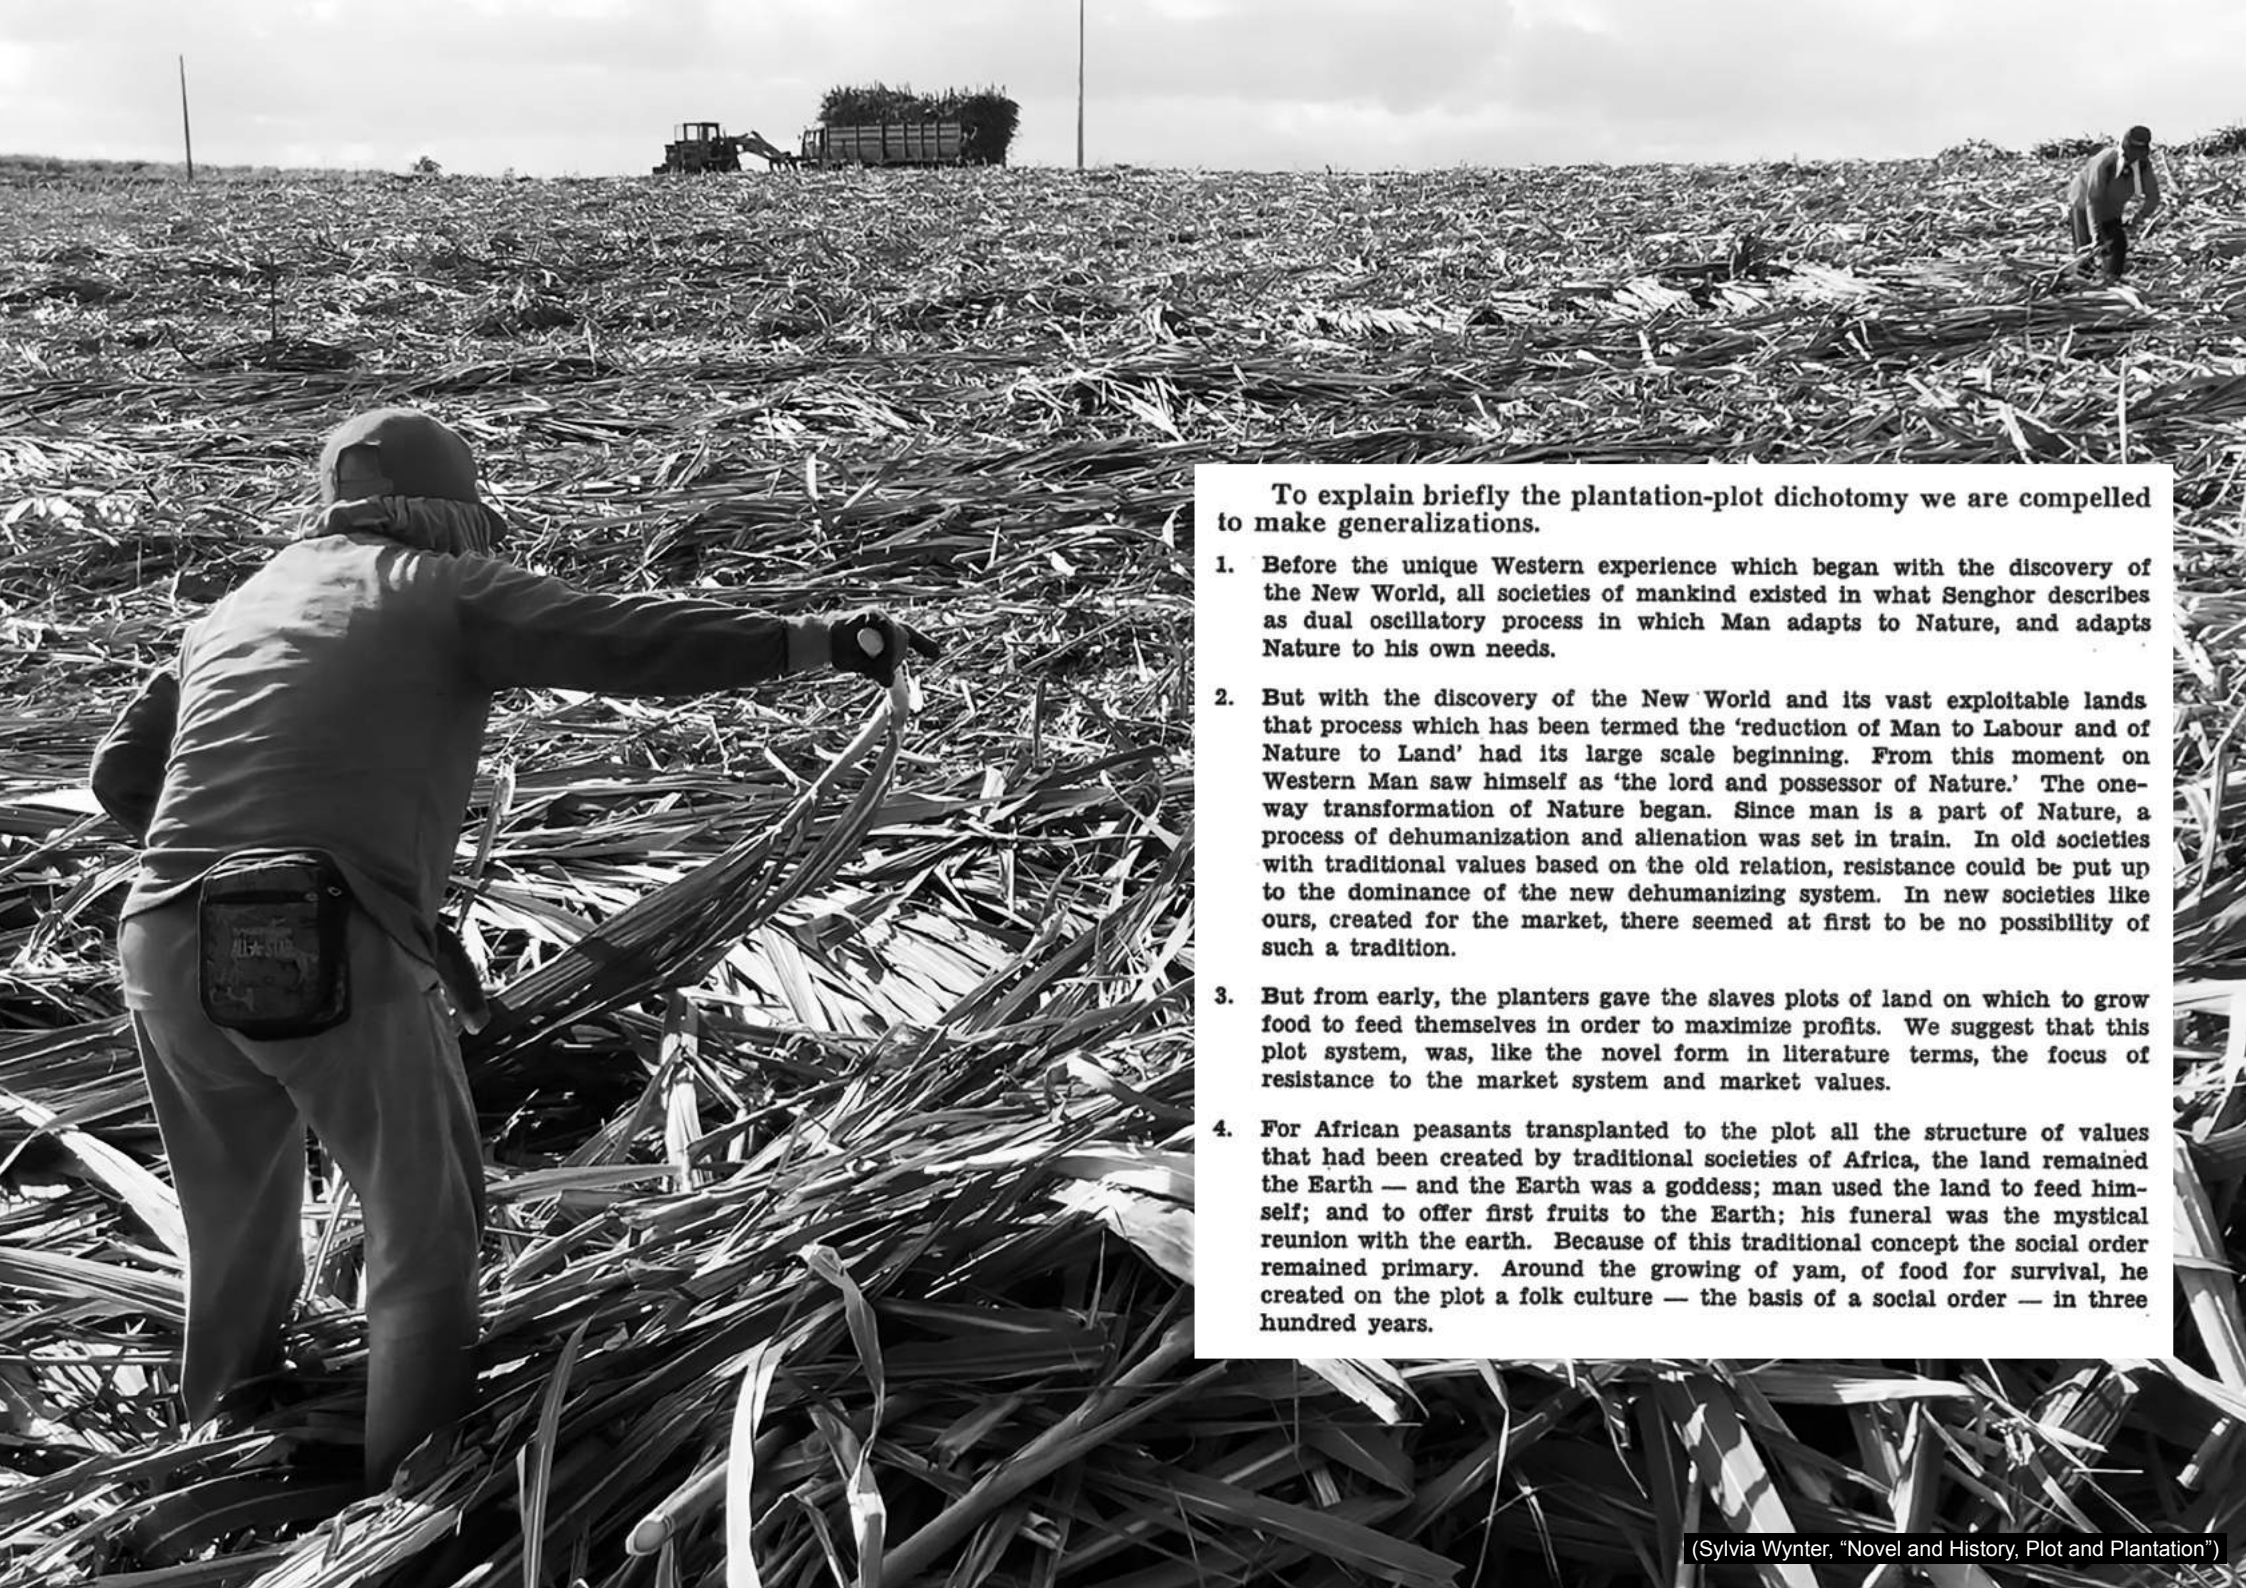 To explain briefly the plantation-plot dichotomy we are compelled
to make generalizations.
1. Before the unique Western experience which began with the discovery of
the New World, all societies of mankind existed in what Senghor describes
as dual oscillatory process in which Man adapts to Nature, and adapts
Nature to his own needs.
2. But with the discovery of the New World and its vast exploitable lands
that process which has been termed the ‘reduction of Man to Labour and of
Nature to Land’ had its large scale beginning. From this moment on
Western Man saw himself as ‘the lord and possessor of Nature.’ The one-
way transformation of Nature began. Since man is a part of Nature, a
process of dehumanization and alienation was set in train. In old societies
with traditional values based on the old relation, resistance could be put up
to the dominance of the new dehumanizing system. In new societies like
ours, created for the market, there seemed at first to be no possibility of
such a tradition.
3. But from early, the planters gave the slaves plots of land on which to grow
food to feed themselves in order to maximize profits. We suggest that this
plot system, was, like the novel form in literature terms, the focus of
resistance to the market system and market values.
4. For African peasants transplanted to the plot all the structure of values
that had been created by traditional societies of Africa, the land remained
the Earth — and the Earth was a goddess; man used the land to feed him-
self; and to offer first fruits to the Earth; his funeral was the mystical
reunion with the earth. Because of this traditional concept the social order
remained primary. Around the growing of yam, of food for survival, he
created on the plot a folk culture — the basis of a social order — in three
hundred years.
ALL★STAR
(Sylvia Wynter, “Novel and History, Plot and Plantation”)